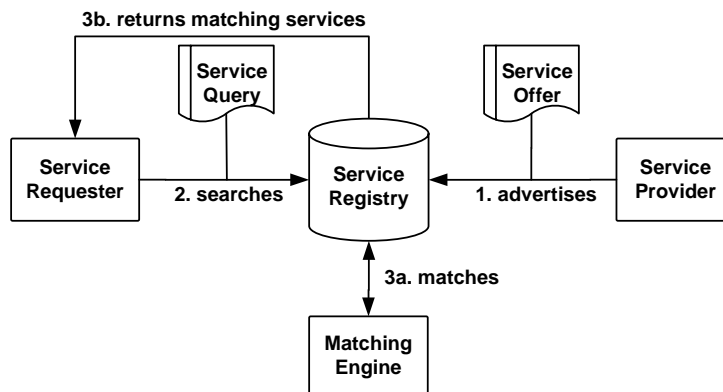 3b. returns matching services
Service
Query
Service
Offer
Service
Requester
2. searches
Service
Registry
1. advertises
Service
Provider
3a. matches
Matching
Engine